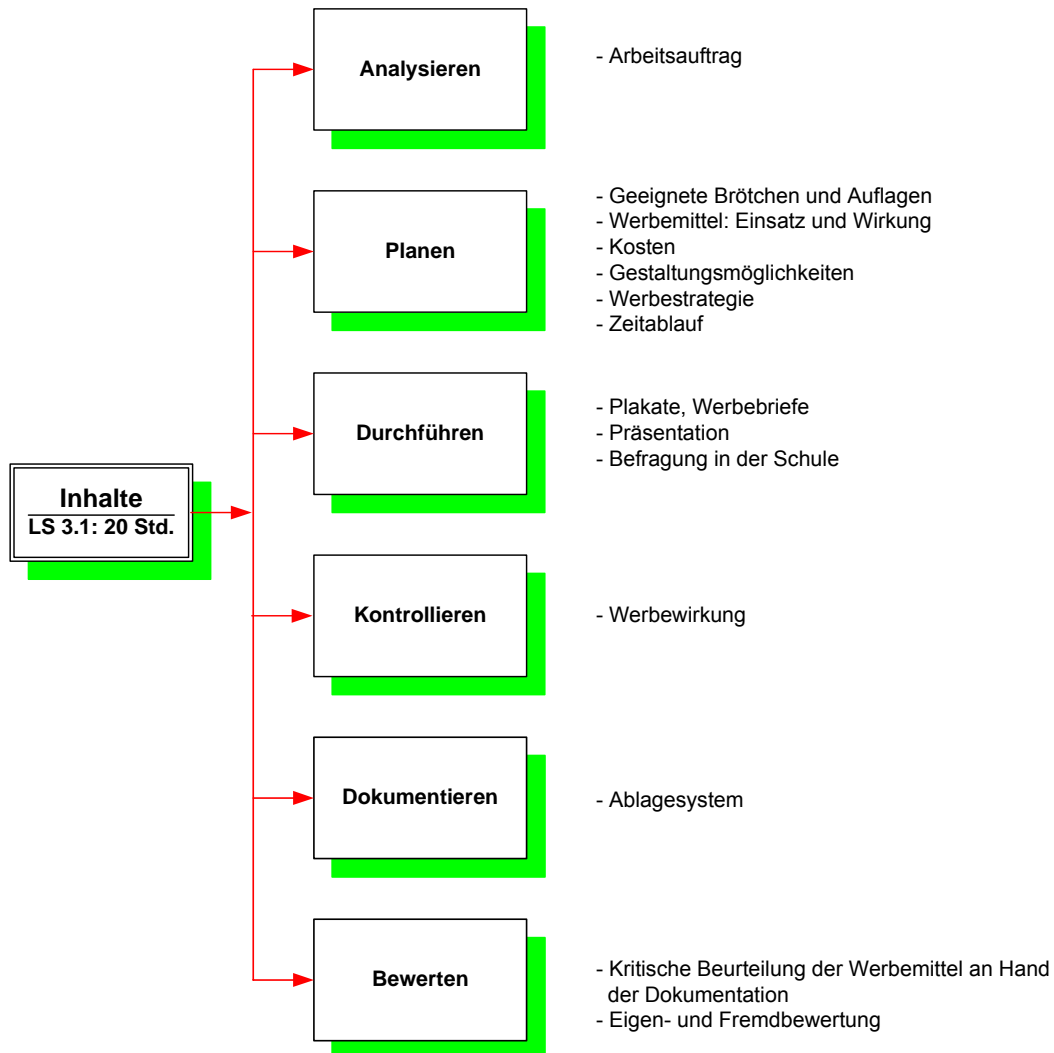 Analysieren
- Arbeitsauftrag
Planen
- Geeignete Brötchen und Auflagen
- Werbemittel: Einsatz und Wirkung
- Kosten
- Gestaltungsmöglichkeiten
- Werbestrategie
- Zeitablauf
Durchführen
- Plakate, Werbebriefe
- Präsentation
- Befragung in der Schule
Inhalte
LS 3.1: 20 Std.
Kontrollieren
- Werbewirkung
Dokumentieren
- Ablagesystem
Bewerten
- Kritische Beurteilung der Werbemittel an Hand
der Dokumentation
- Eigen- und Fremdbewertung